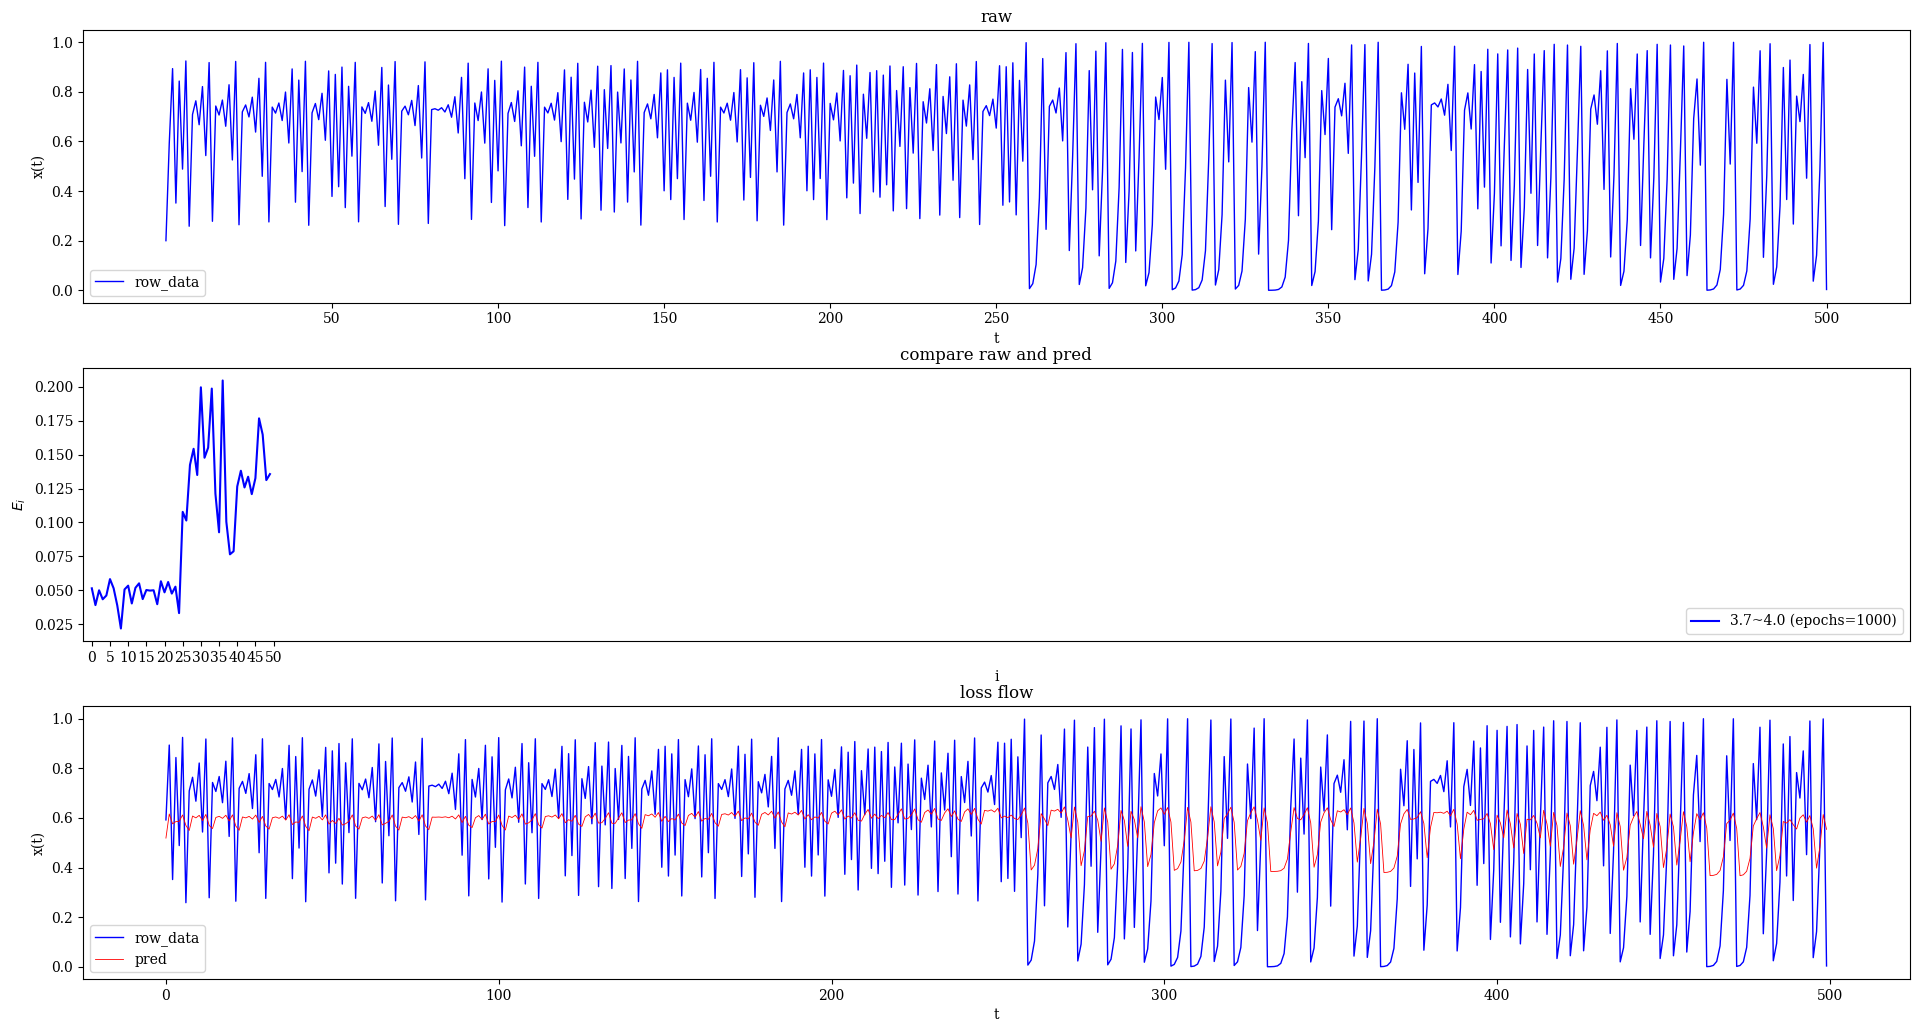 raw
x(t)
1.0
0.8
0.6
0.4
0.2
0.0
row_data
50 100 150 200 250 300 350 400 450 500
t
compare raw and pred
E_i
0.200
0.175
0.150
0.125
0.100
0.075
0.050
0.025
3.7~4.0 (epochs=1000)
0 5 10 15 20 25 30 35 40 45 50
i
loss flow
x(t)
1.0
0.8
0.6
0.4
0.2
0.0
row_data
pred
0 100 200 300 400 500
t